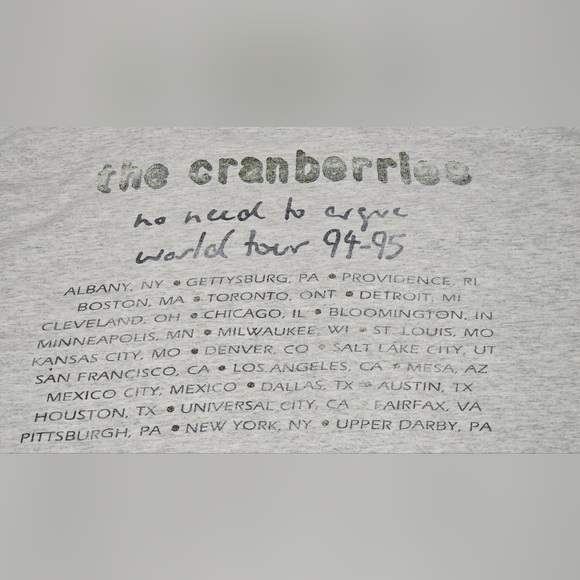 the cranberries
no need to argue
world tour 94-95
ALBANY, NY • GETTYSBURG, PA • PROVIDENCE, RI
BOSTON, MA • TORONTO, ONT • DETROIT, MI
CLEVELAND, OH • CHICAGO, IL • BLOOMINGTON, IN
MINNEAPOLIS, MN • MILWAUKEE, WI • ST. LOUIS, MO
KANSAS CITY, MO • DENVER, CO • SALT LAKE CITY, UT
SAN FRANCISCO, CA • LOS ANGELES, CA • MESA, AZ
MEXICO CITY, MEXICO • DALLAS, TX • AUSTIN, TX
HOUSTON, TX • UNIVERSAL CITY, CA FAIRFAX, VA
PITTSBURGH, PA • NEW YORK, NY • UPPER DARBY, PA